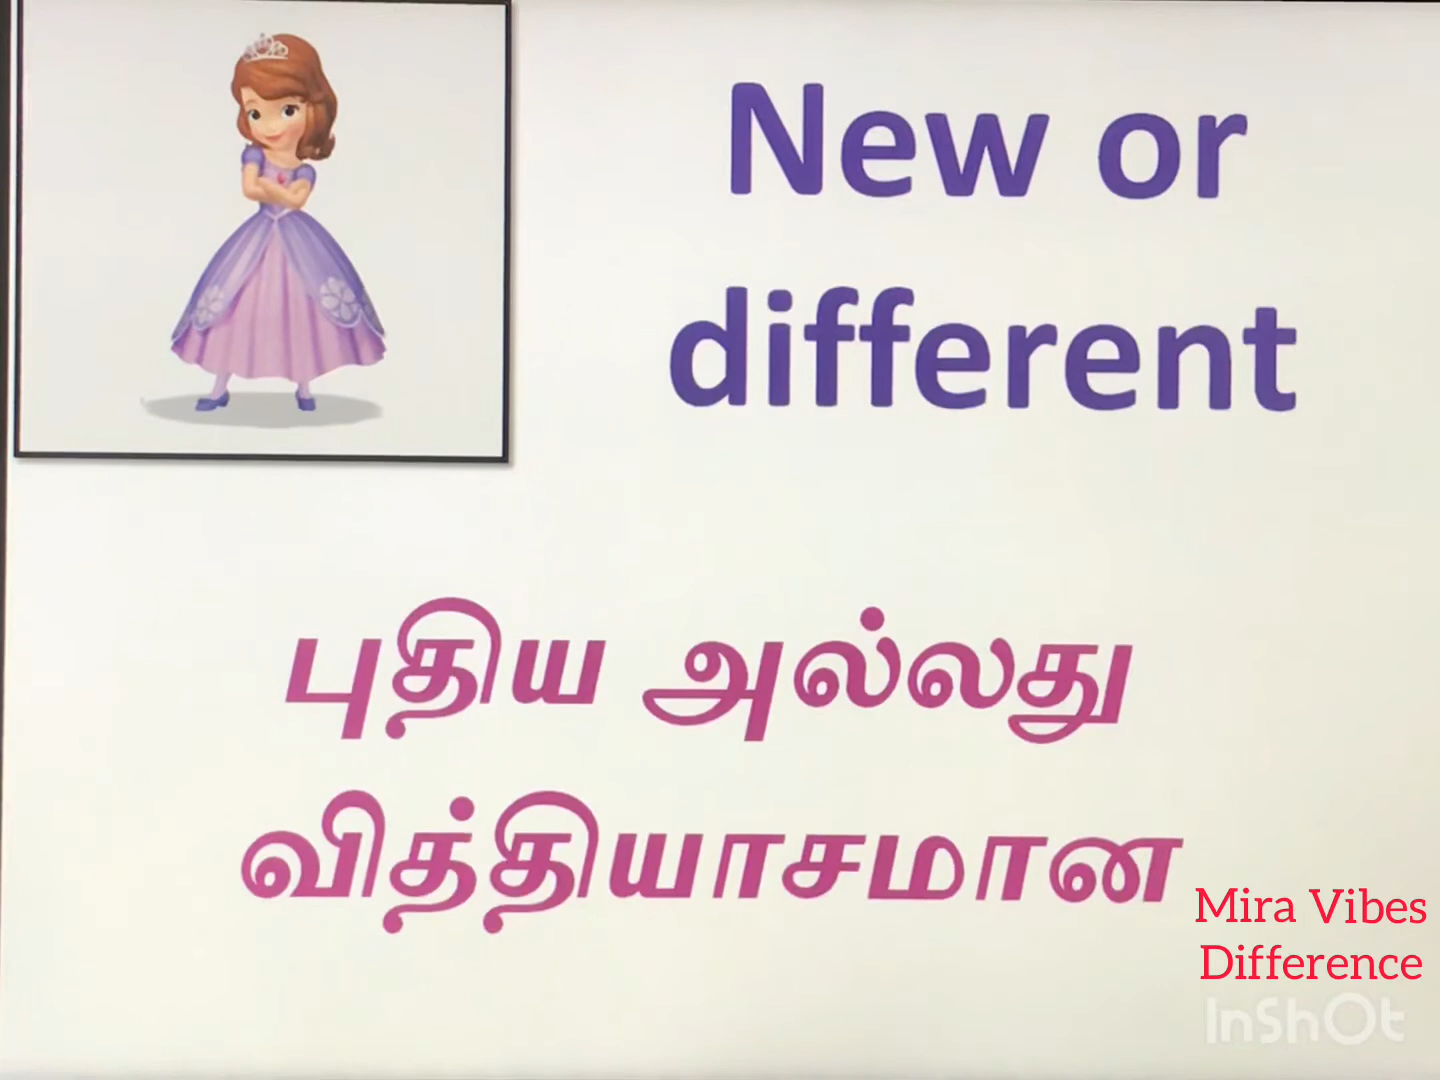 New or
different
புதிய அல்லது
வித்தியாசமான
Mira Vibes
Difference
InShOt